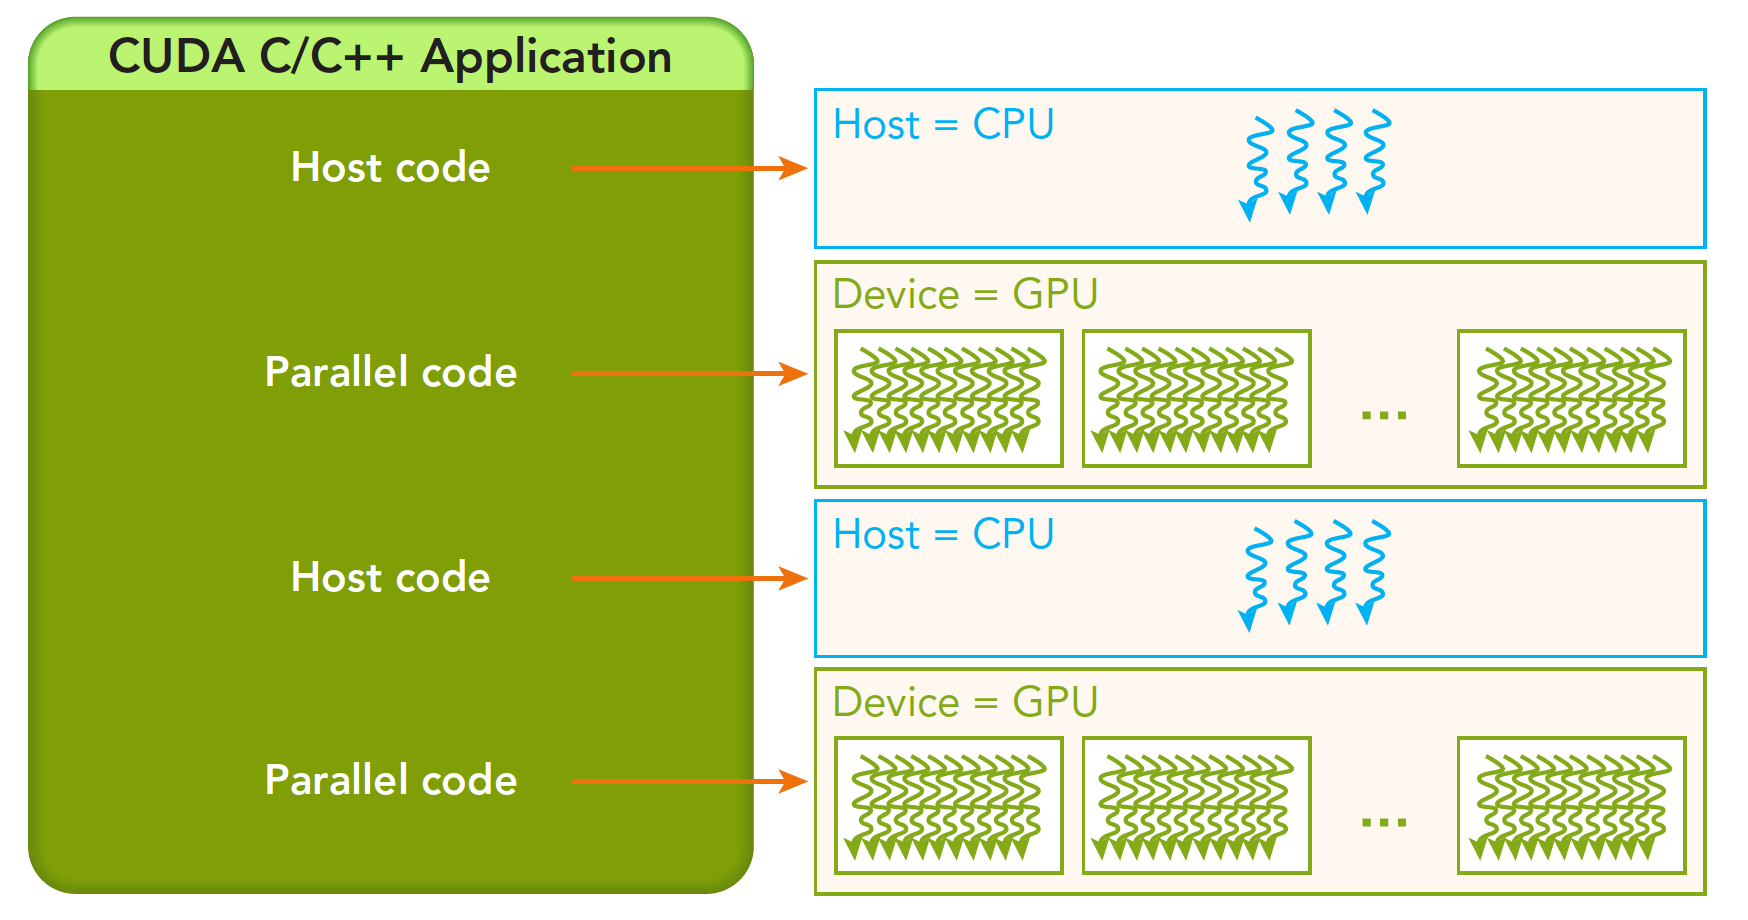 CUDA C/C++ Application
Host code
Host = CPU
Parallel code
Device = GPU
...
Host code
Host = CPU
Parallel code
Device = GPU
...